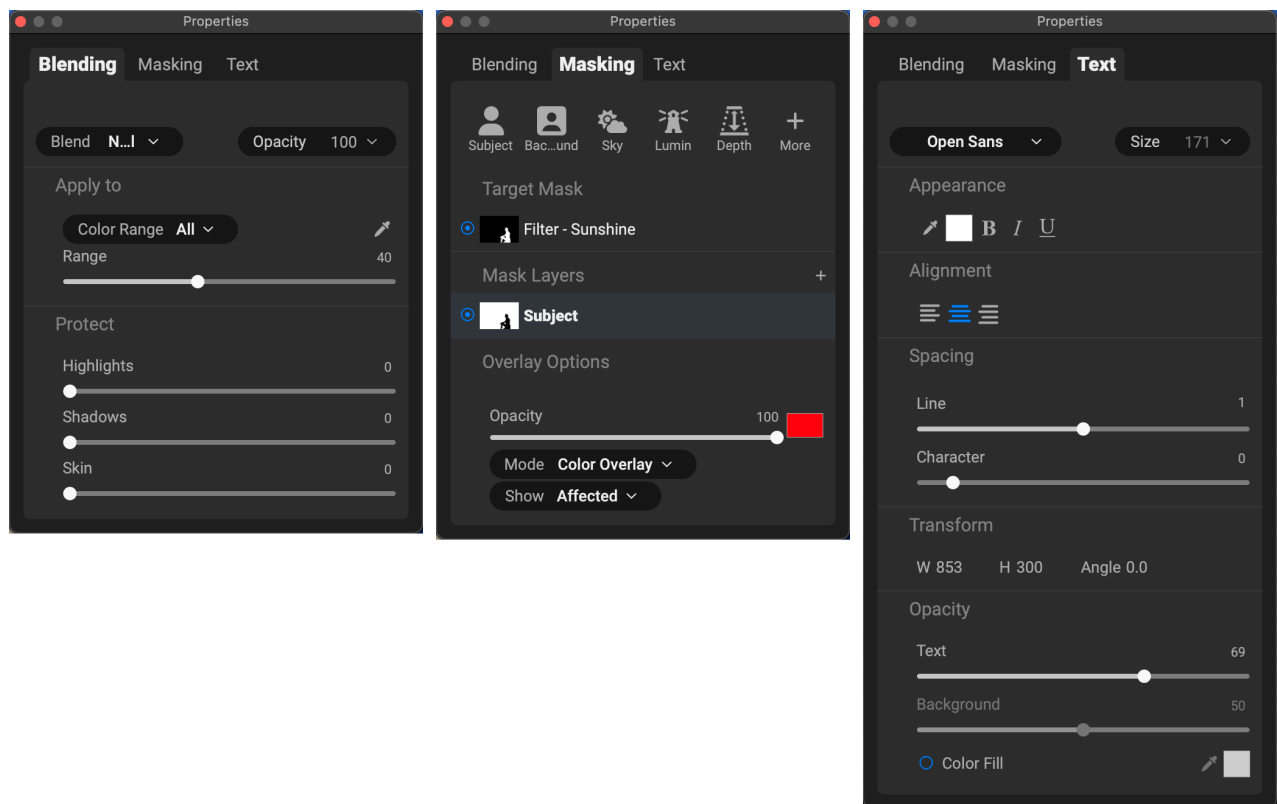 Properties
Blending Masking Text
Blend N...l Opacity 100
Apply to
Color Range All
Range 40
Protect
Highlights 0
Shadows 0
Skin 0
Properties
Blending Masking Text
Subject Bac...und Sky Lumin Depth More
Target Mask
Filter - Sunshine
Mask Layers +
Subject
Overlay Options
Opacity 100
Mode Color Overlay
Show Affected
Properties
Blending Masking Text
Open Sans Size 171
Appearance
B I U
Alignment
Spacing
Line 1
Character 0
Transform
W 853 H 300 Angle 0.0
Opacity
Text 69
Background 50
Color Fill